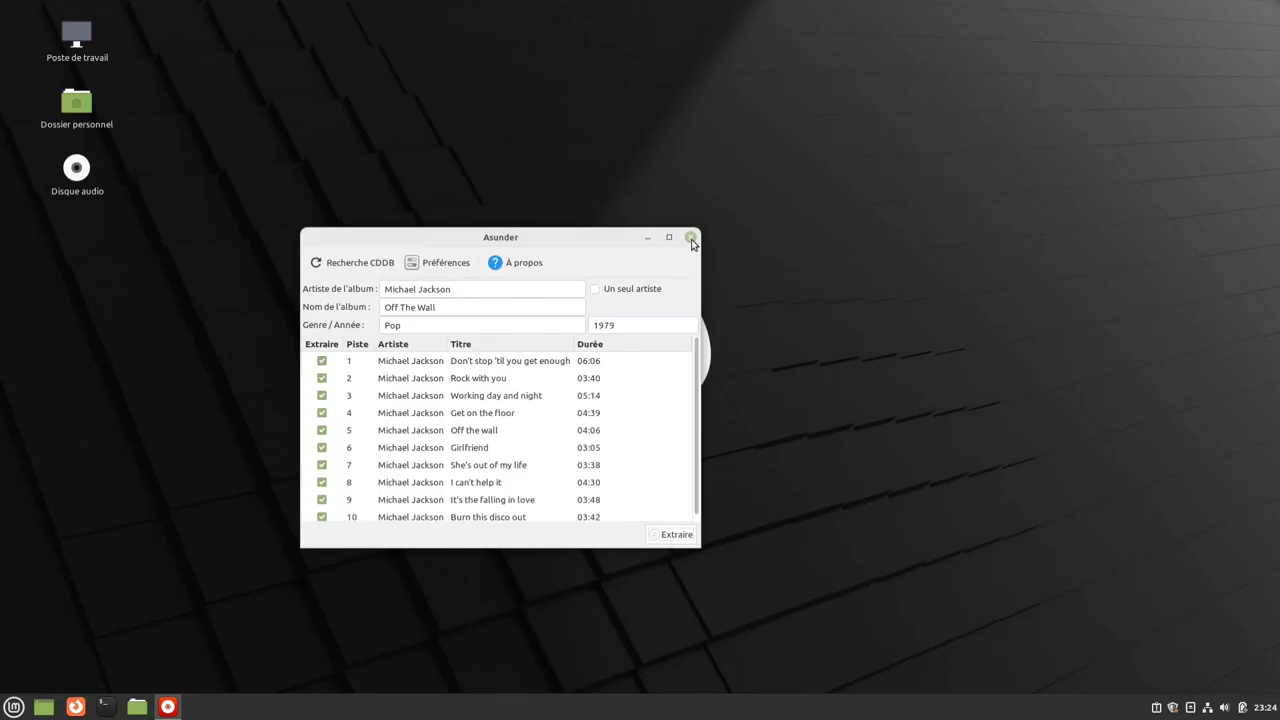 Poste de travail
Dossier personnel
Disque audio
Asunder
Recherche CDDB Préférences À propos
Artiste de l'album : Michael Jackson Un seul artiste
Nom de l'album : Off The Wall
Genre / Année : Pop 1979
Extraire Piste Artiste Titre Durée
1 Michael Jackson Don't stop 'til you get enough 06:06
2 Michael Jackson Rock with you 03:40
3 Michael Jackson Working day and night 05:14
4 Michael Jackson Get on the floor 04:39
5 Michael Jackson Off the wall 04:06
6 Michael Jackson Girlfriend 03:05
7 Michael Jackson She's out of my life 03:38
8 Michael Jackson I can't help it 04:30
9 Michael Jackson It's the falling in love 03:48
10 Michael Jackson Burn this disco out 03:42
Extraire
23:24